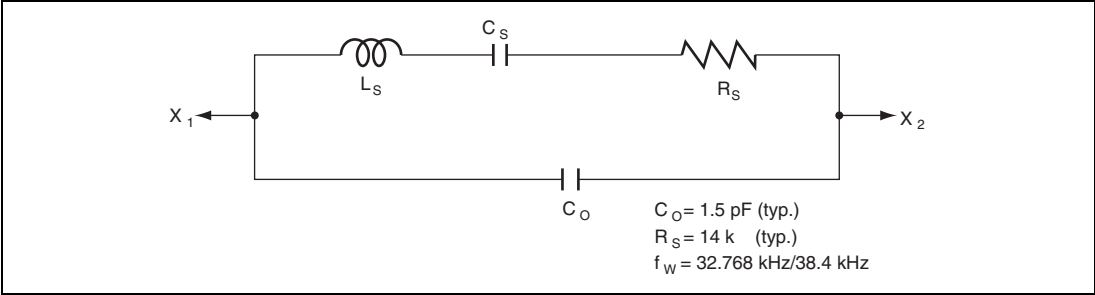 C S
L S
R S
X 1
X 2
C O
C O = 1.5 pF (typ.)
R S = 14 k (typ.)
f W = 32.768 kHz/38.4 kHz